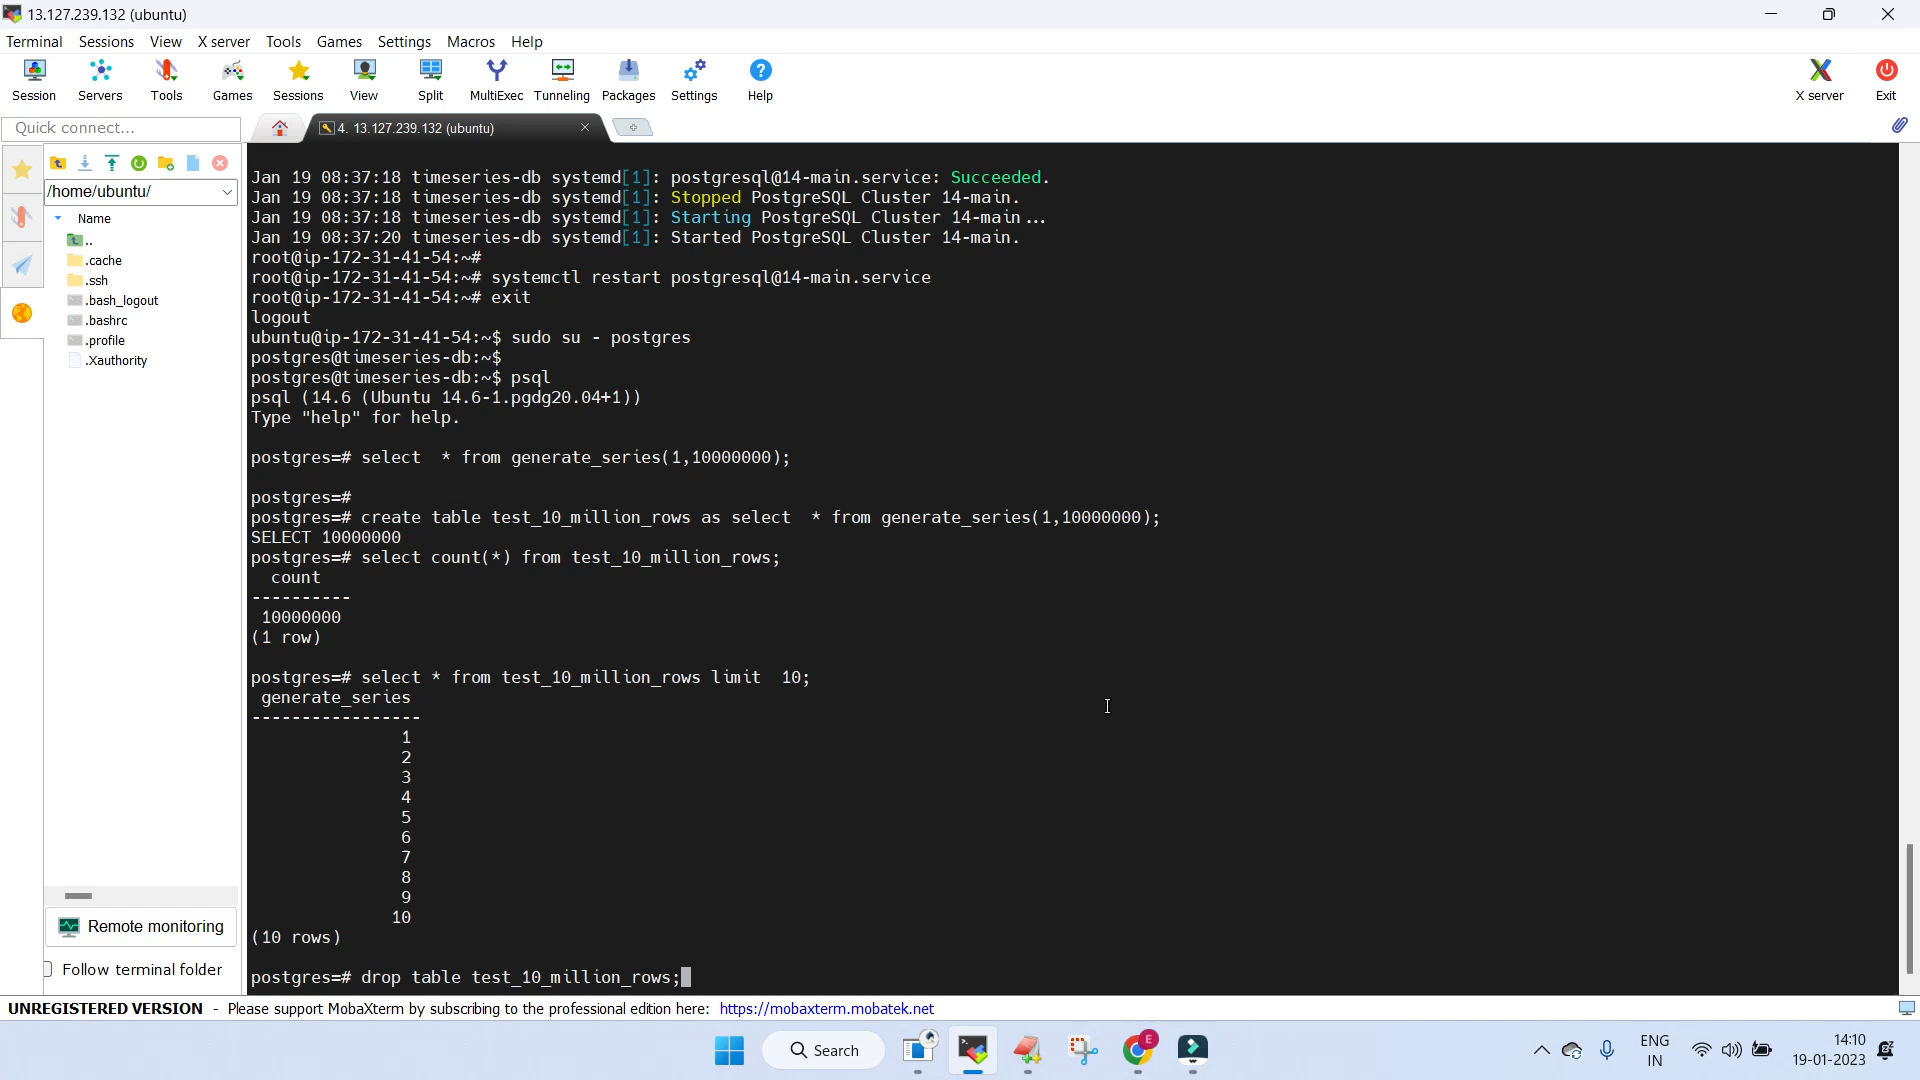 13.127.239.132 (ubuntu)
Terminal Sessions View X server Tools Games Settings Macros Help
Session Servers Tools Games Sessions View Split MultiExec Tunneling Packages Settings Help X server Exit
Quick connect...
4. 13.127.239.132 (ubuntu)
/home/ubuntu/
Name
..
.cache
.ssh
.bash_logout
.bashrc
.profile
.Xauthority
Remote monitoring
Follow terminal folder
Jan 19 08:37:18 timeseries-db systemd[1]: postgresql@14-main.service: Succeeded.
Jan 19 08:37:18 timeseries-db systemd[1]: Stopped PostgreSQL Cluster 14-main.
Jan 19 08:37:18 timeseries-db systemd[1]: Starting PostgreSQL Cluster 14-main...
Jan 19 08:37:20 timeseries-db systemd[1]: Started PostgreSQL Cluster 14-main.
root@ip-172-31-41-54:~#
root@ip-172-31-41-54:~# systemctl restart postgresql@14-main.service
root@ip-172-31-41-54:~# exit
logout
ubuntu@ip-172-31-41-54:~$ sudo su - postgres
postgres@timeseries-db:~$
postgres@timeseries-db:~$ psql
psql (14.6 (Ubuntu 14.6-1.pgdg20.04+1))
Type "help" for help.
postgres=# select  * from generate_series(1,10000000);
postgres=#
postgres=# create table test_10_million_rows as select  * from generate_series(1,10000000);
SELECT 10000000
postgres=# select count(*) from test_10_million_rows;
count
----------
10000000
(1 row)
postgres=# select * from test_10_million_rows limit  10;
generate_series
-----------------
1
2
3
4
5
6
7
8
9
10
(10 rows)
postgres=# drop table test_10_million_rows;
UNREGISTERED VERSION - Please support MobaXterm by subscribing to the professional edition here: https://mobaxterm.mobatek.net
Search
E
ENG
IN
14:10
19-01-2023